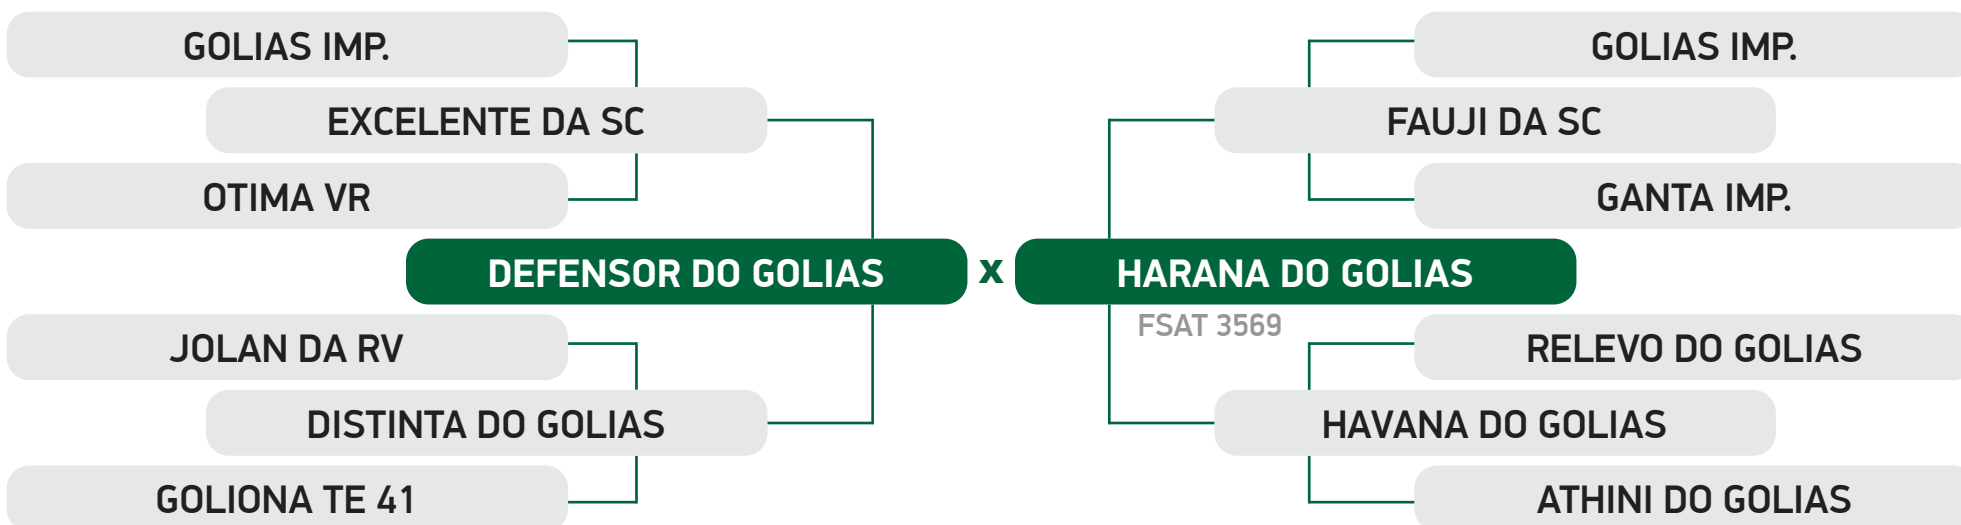 GOLIAS IMP.
GOLIAS IMP.
EXCELENTE DA SC
FAUJI DA SC
OTIMA VR
GANTA IMP.
DEFENSOR DO GOLIAS x HARANA DO GOLIAS
FSAT 3569
JOLAN DA RV
RELEVO DO GOLIAS
DISTINTA DO GOLIAS
HAVANA DO GOLIAS
GOLIONA TE 41
ATHINI DO GOLIAS